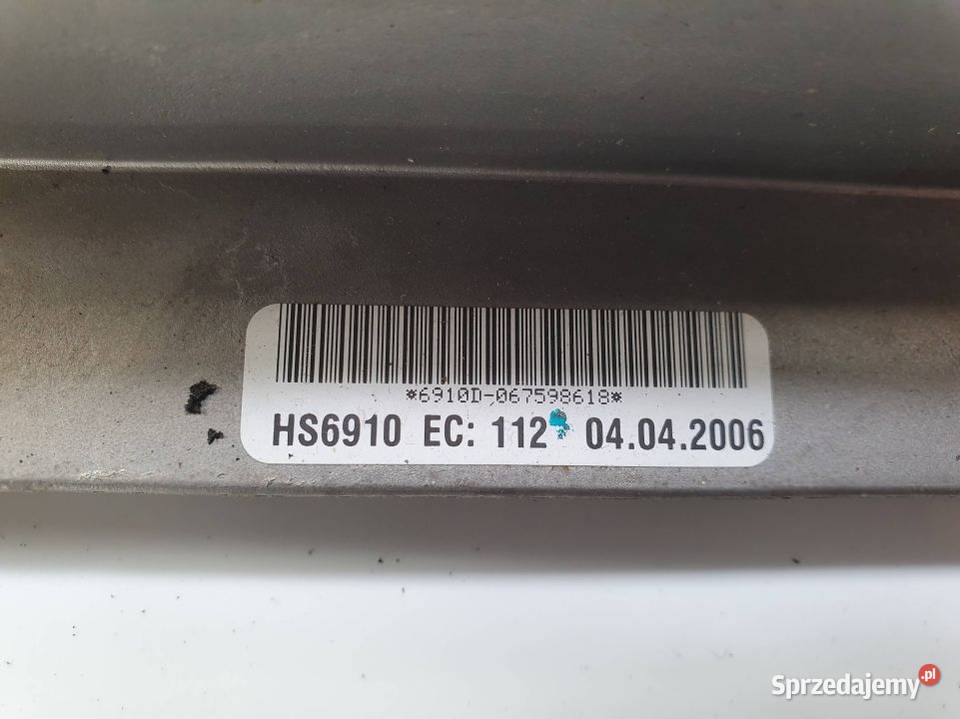 *6910D-067598618*
HS6910 EC: 112 04.04.2006
Sprzedajemy.pl